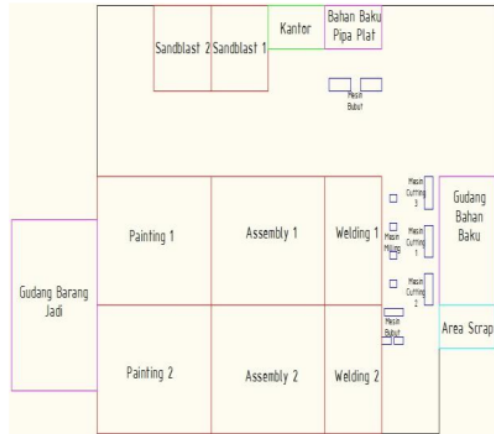 Sandblast 2
Sandblast 1
Kantor
Bahan Baku
Pipa Plat
Mesin
Bubut
Painting 1
Assembly 1
Welding 1
Mesin
Cutting
3
Mesin
Milling
Mesin
Cutting
1
Mesin
Cutting
2
Gudang
Bahan
Baku
Gudang Barang
Jadi
Mesin
Bubut
Area Scrap
Painting 2
Assembly 2
Welding 2